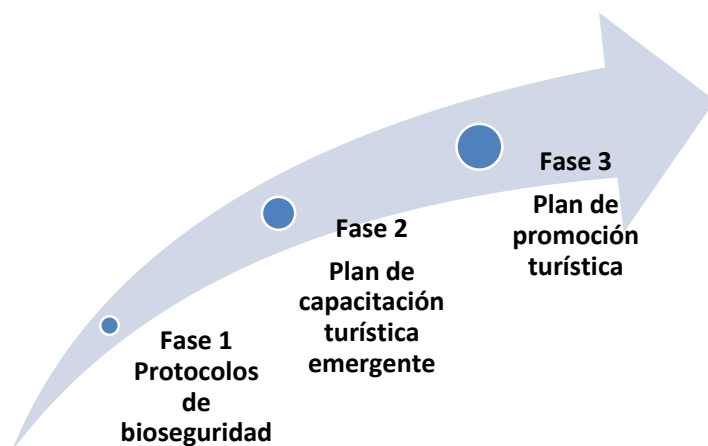 Fase 1
Protocolos
de
bioseguridad
Fase 2
Plan de
capacitación
turística
emergente
Fase 3
Plan de
promoción
turística